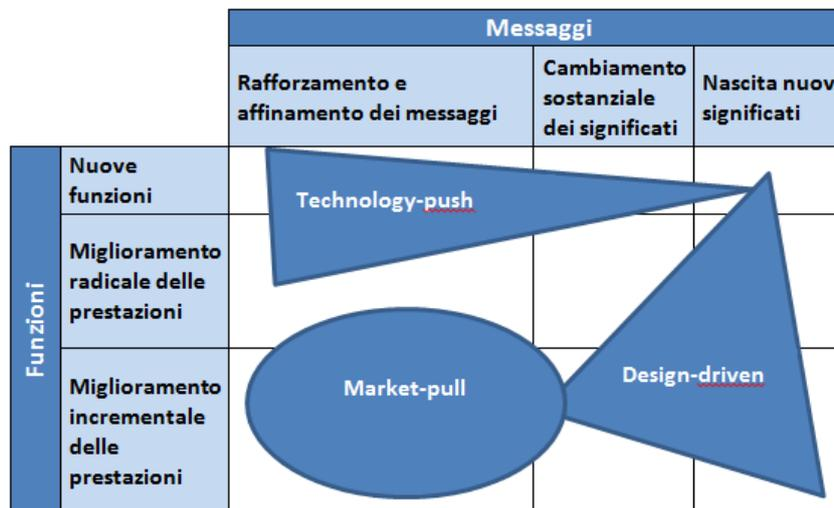 Messaggi
Rafforzamento e
affinamento dei messaggi
Cambiamento
sostanziale
dei significati
Nascita nuov
significati
Funzioni
Nuove
funzioni
Miglioramento
radicale delle
prestazioni
Miglioramento
incrementale
delle
prestazioni
Technology-push
Market-pull
Design-driven